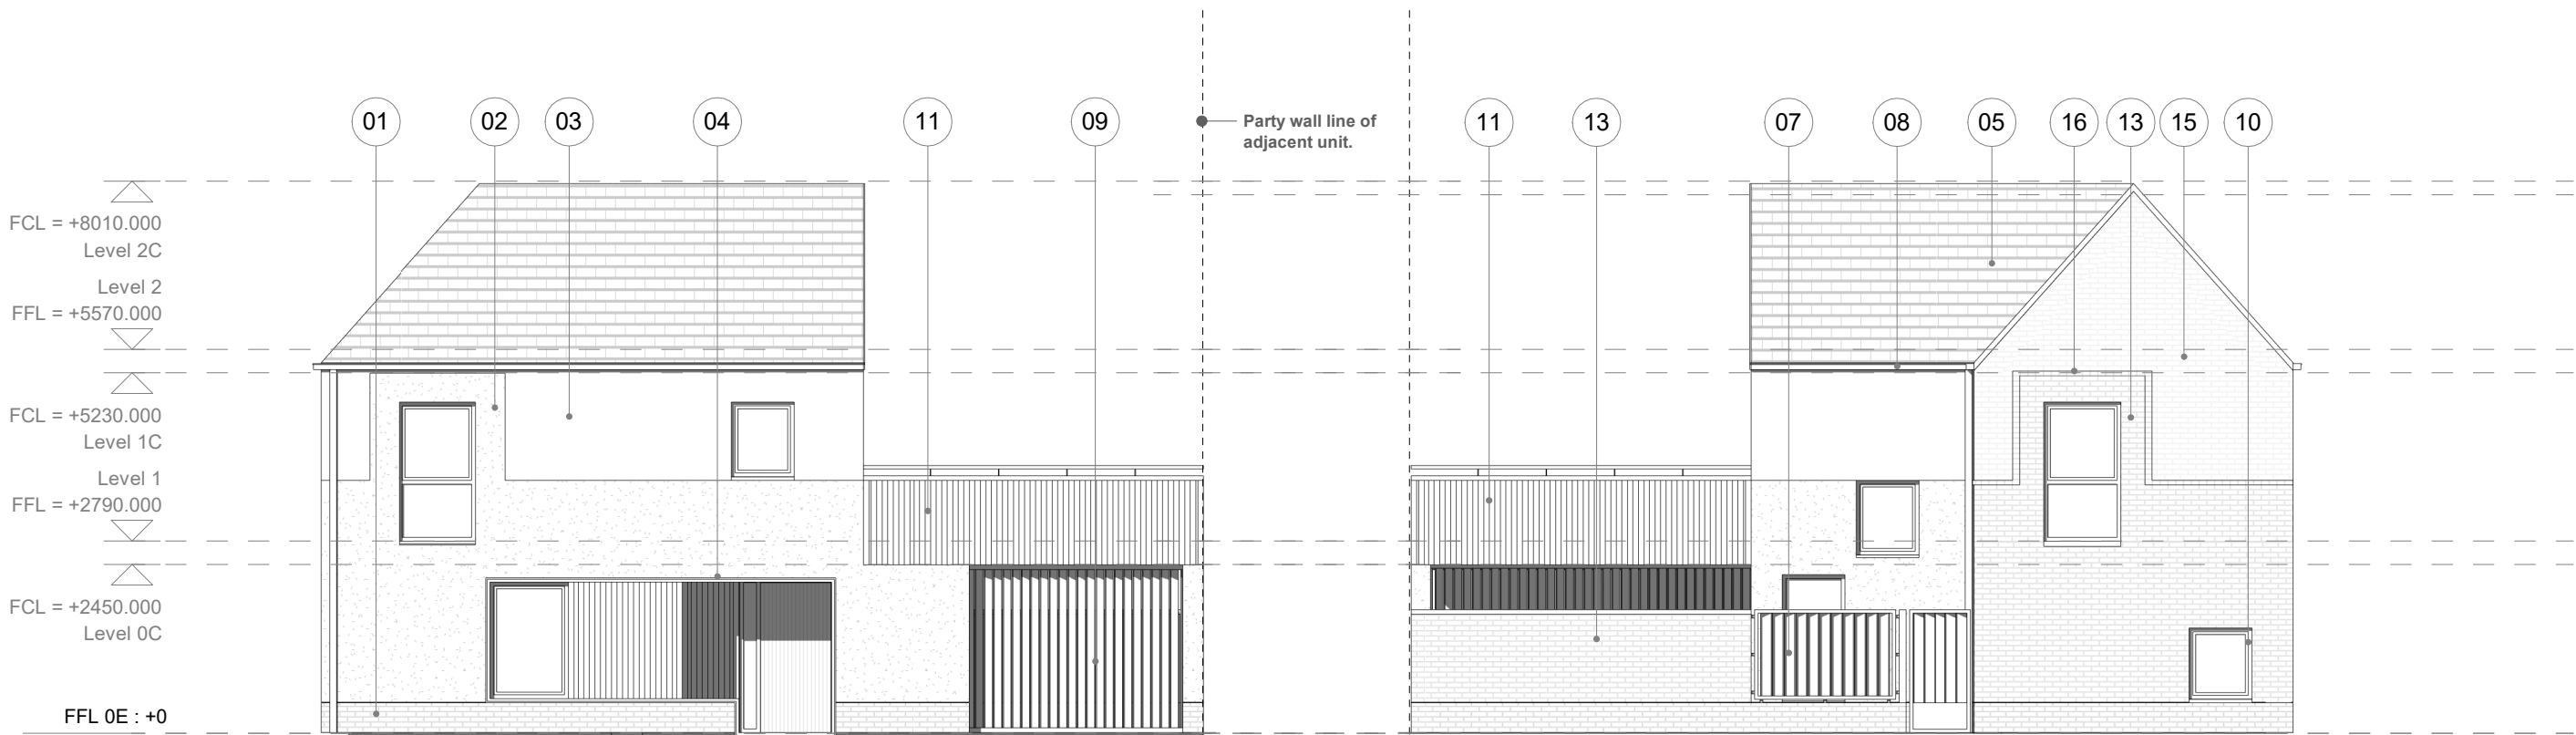 01 02 03 04 11 09
Party wall line of
adjacent unit.
11 13 07 08 05 16 13 15 10
FCL = +8010.000
Level 2C
Level 2
FFL = +5570.000
FCL = +5230.000
Level 1C
Level 1
FFL = +2790.000
FCL = +2450.000
Level 0C
FFL 0E : +0